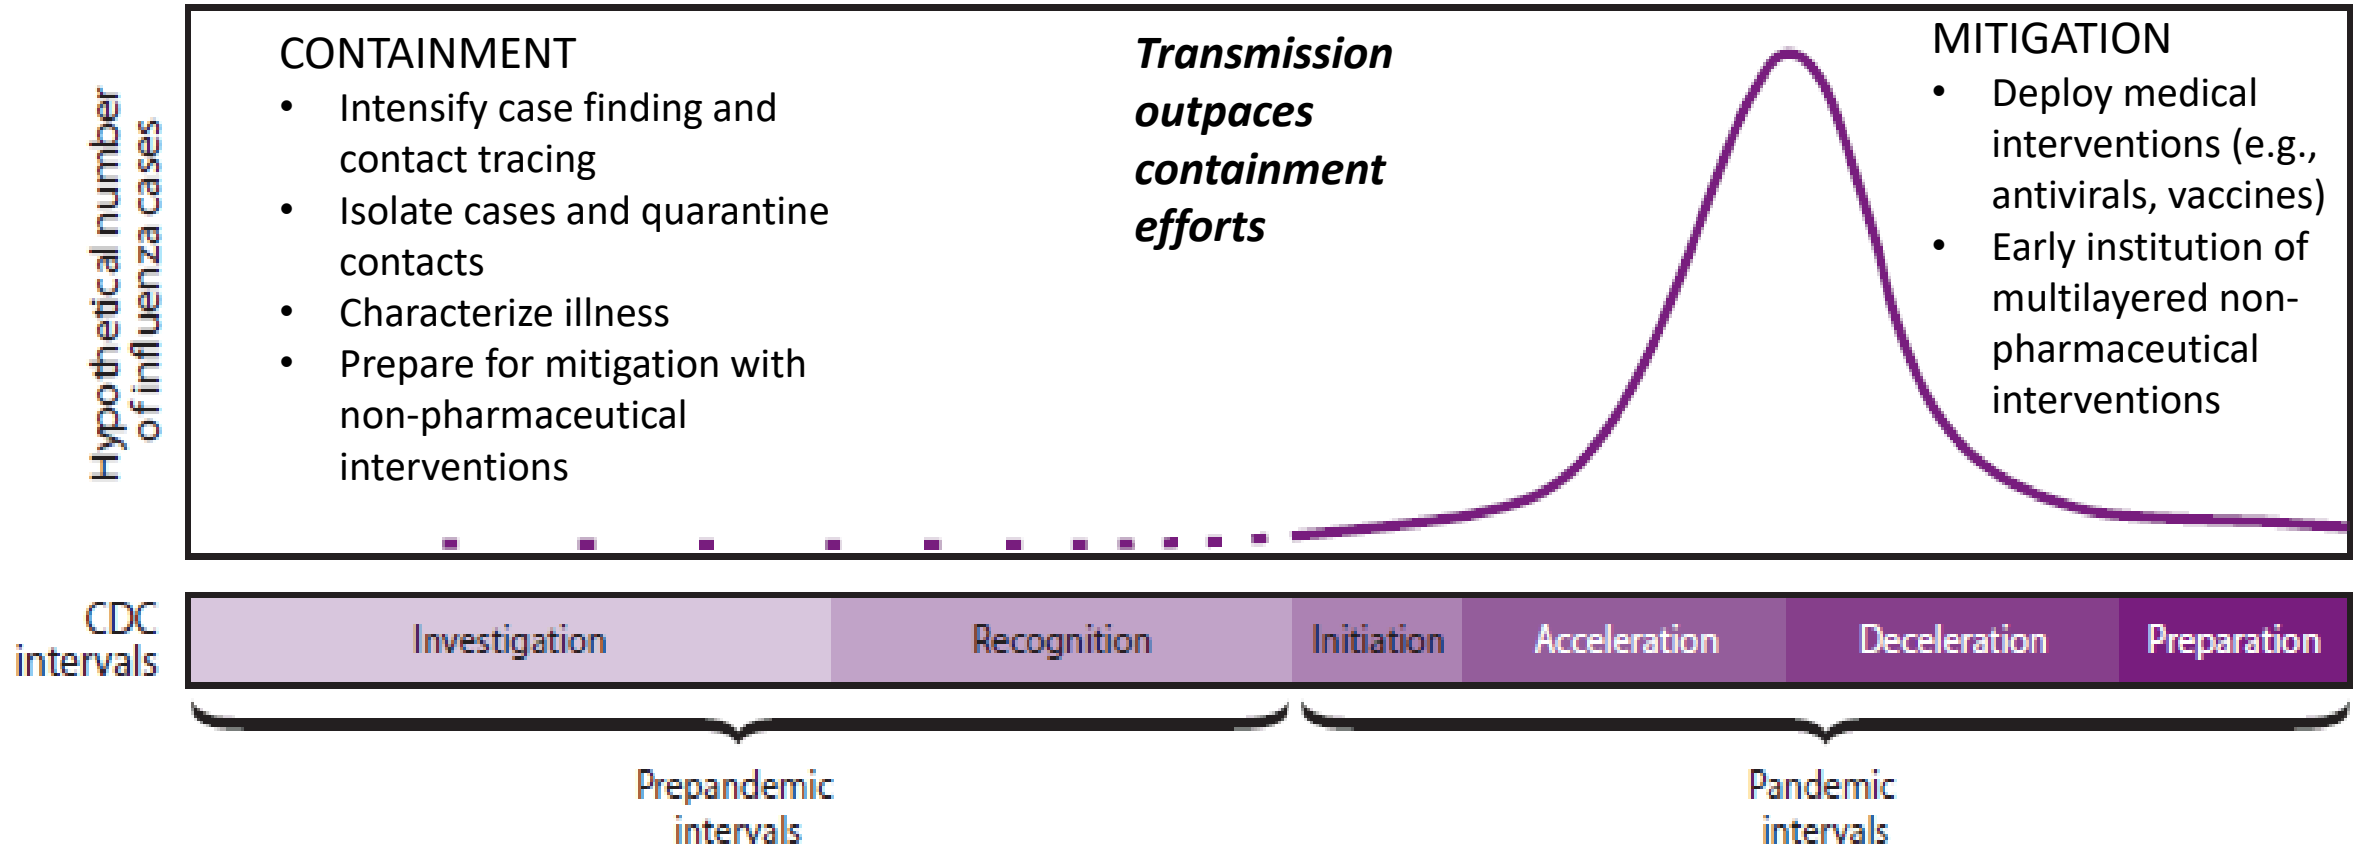 Hypothetical number
of influenza cases
CONTAINMENT
• Intensify case finding and
contact tracing
• Isolate cases and quarantine
contacts
• Characterize illness
• Prepare for mitigation with
non-pharmaceutical
interventions
Transmission
outpaces
containment
efforts
MITIGATION
• Deploy medical
interventions (e.g.,
antivirals, vaccines)
• Early institution of
multilayered non-
pharmaceutical
interventions
CDC
intervals
Investigation
Recognition
Initiation
Acceleration
Deceleration
Preparation
Prepandemic
intervals
Pandemic
intervals